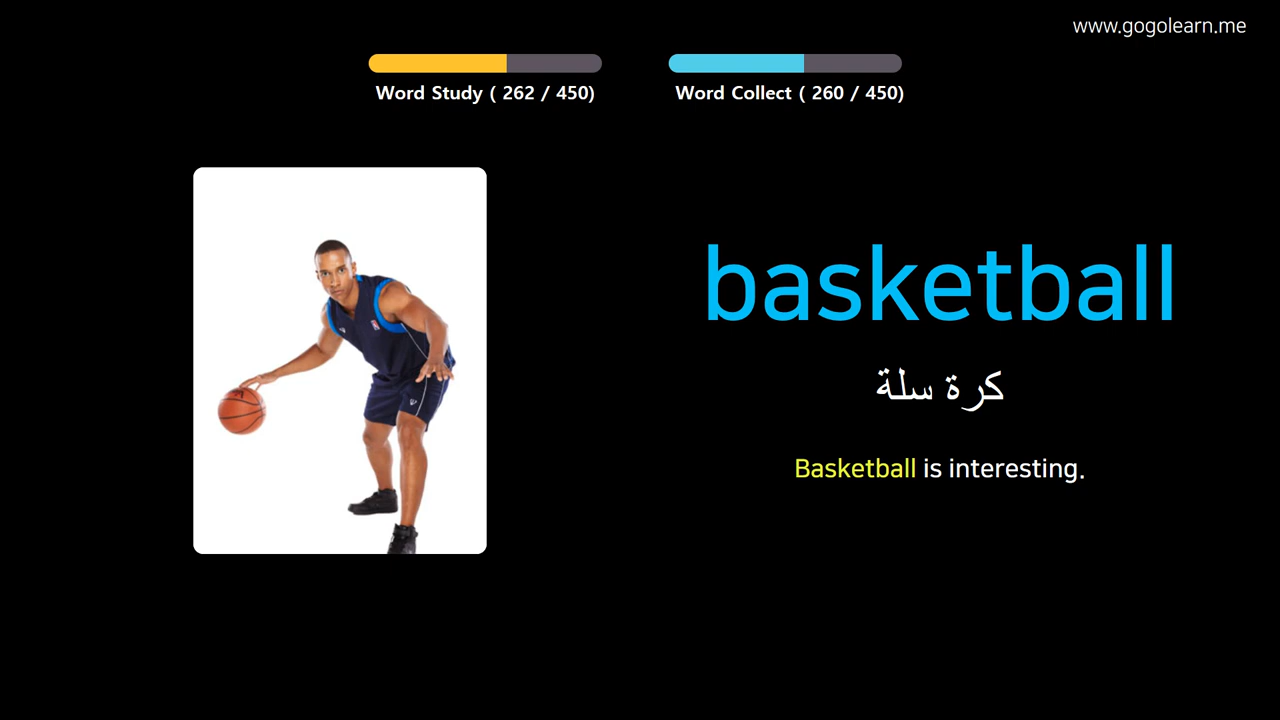 www.gogolearn.me
Word Study ( 262 / 450)
Word Collect ( 260 / 450)
basketball
كرة سلة
Basketball is interesting.